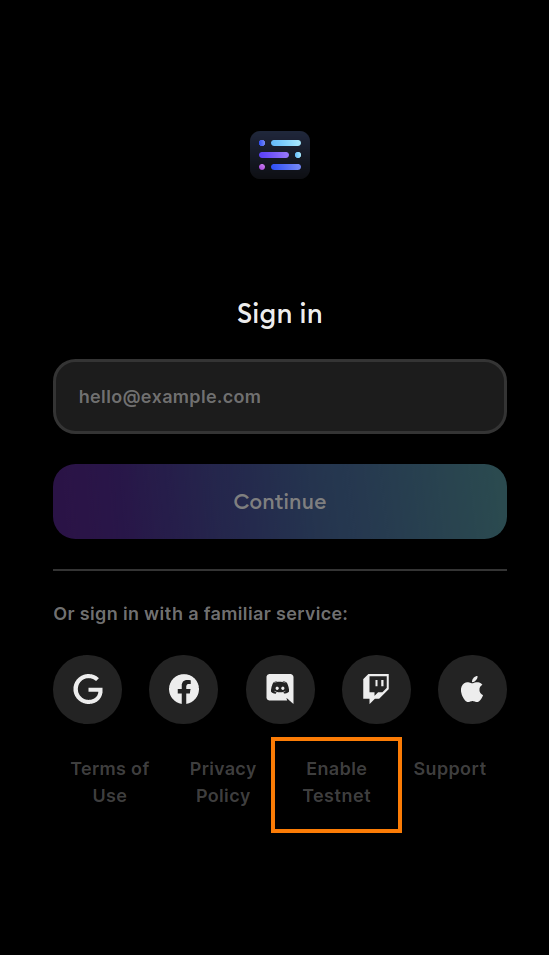 Sign in
hello@example.com
Continue
Or sign in with a familiar service:
Terms of
Use
Privacy
Policy
Enable
Testnet
Support